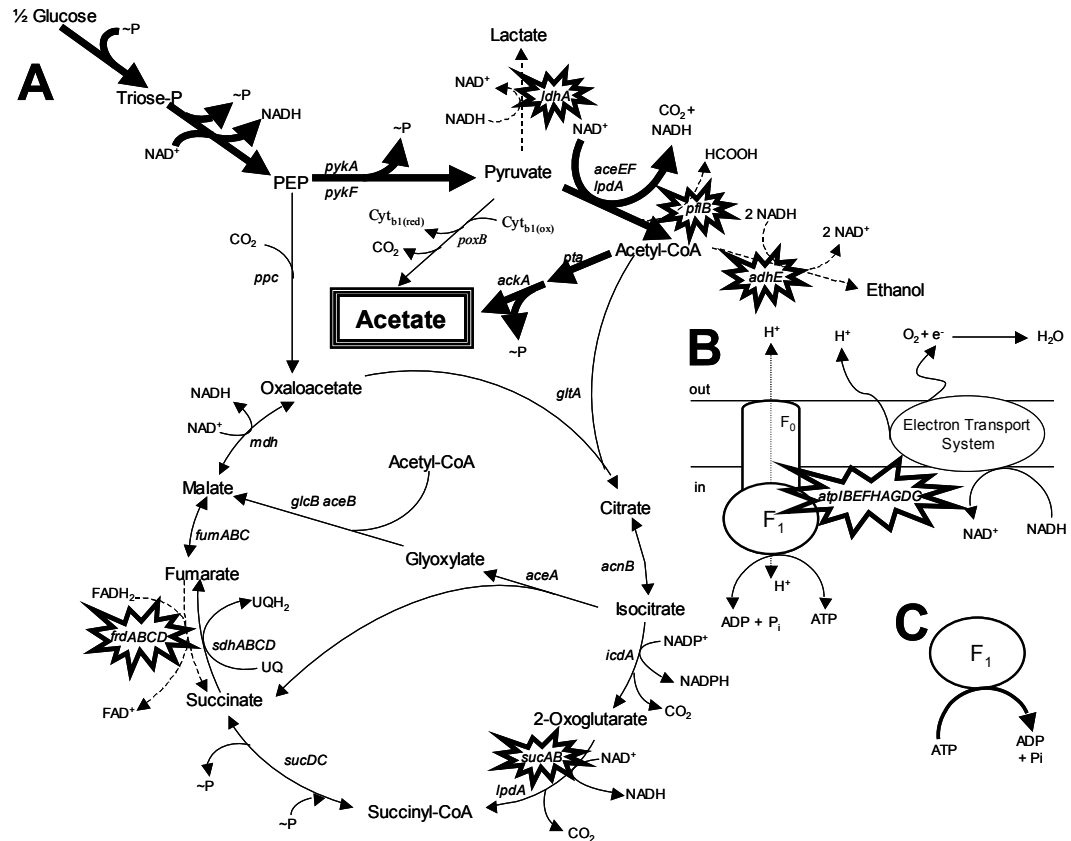 ½ Glucose
~P
A
Triose-P
~P
NADH
NAD⁺
PEP
pykA
pykF
~P
Lactate
NAD⁺
NADH
ldhA
NAD⁺
CO₂ +
NADH
aceEF
lpdA
HCOOH
pflB
Pyruvate
Cyt b1(red)
Cyt b1(ox)
CO₂
poxB
Acetyl-CoA
2 NADH
2 NAD⁺
adhE
Ethanol
pta
ackA
~P
Acetate
CO₂
ppc
Oxaloacetate
NADH
NAD⁺
mdh
gltA
Malate
Acetyl-CoA
glcB aceB
Citrate
fumABC
Glyoxylate
aceA
acnB
Fumarate
FADH₂
frdABCD
FAD⁺
UQH₂
sdhABCD
UQ
Isocitrate
NADP⁺
icdA
NADPH
CO₂
Succinate
2-Oxoglutarate
sucAB
NAD⁺
NADH
lpdA
CO₂
sucDC
~P
~P
Succinyl-CoA
B
H⁺
H⁺
O₂ + e⁻
H₂O
out
F₀
Electron Transport
System
in
atpIBEFHAGDC
F₁
NAD⁺
NADH
H⁺
ADP + Pᵢ
ATP
C
F₁
ATP
ADP
+ Pi